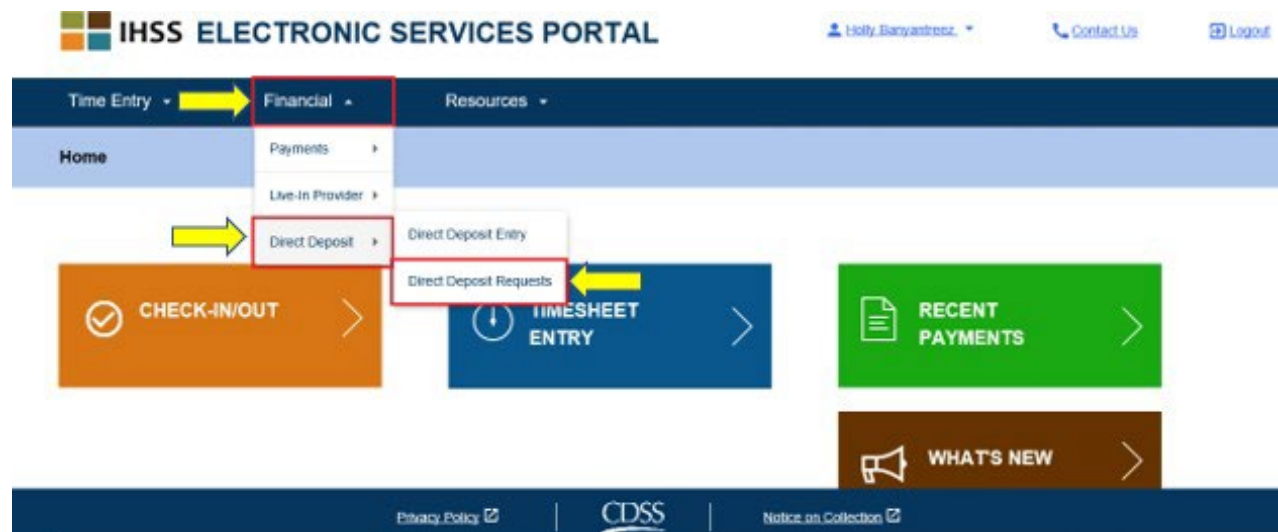 IHSS ELECTRONIC SERVICES PORTAL
Holly Banyantreez
Contact Us
Logout
Time Entry
Financial
Resources
Home
Payments
Live-In Provider
Direct Deposit
Direct Deposit Entry
Direct Deposit Requests
CHECK-IN/OUT
TIMESHEET
ENTRY
RECENT
PAYMENTS
WHAT'S NEW
Privacy Policy
CDSS
Notice on Collection